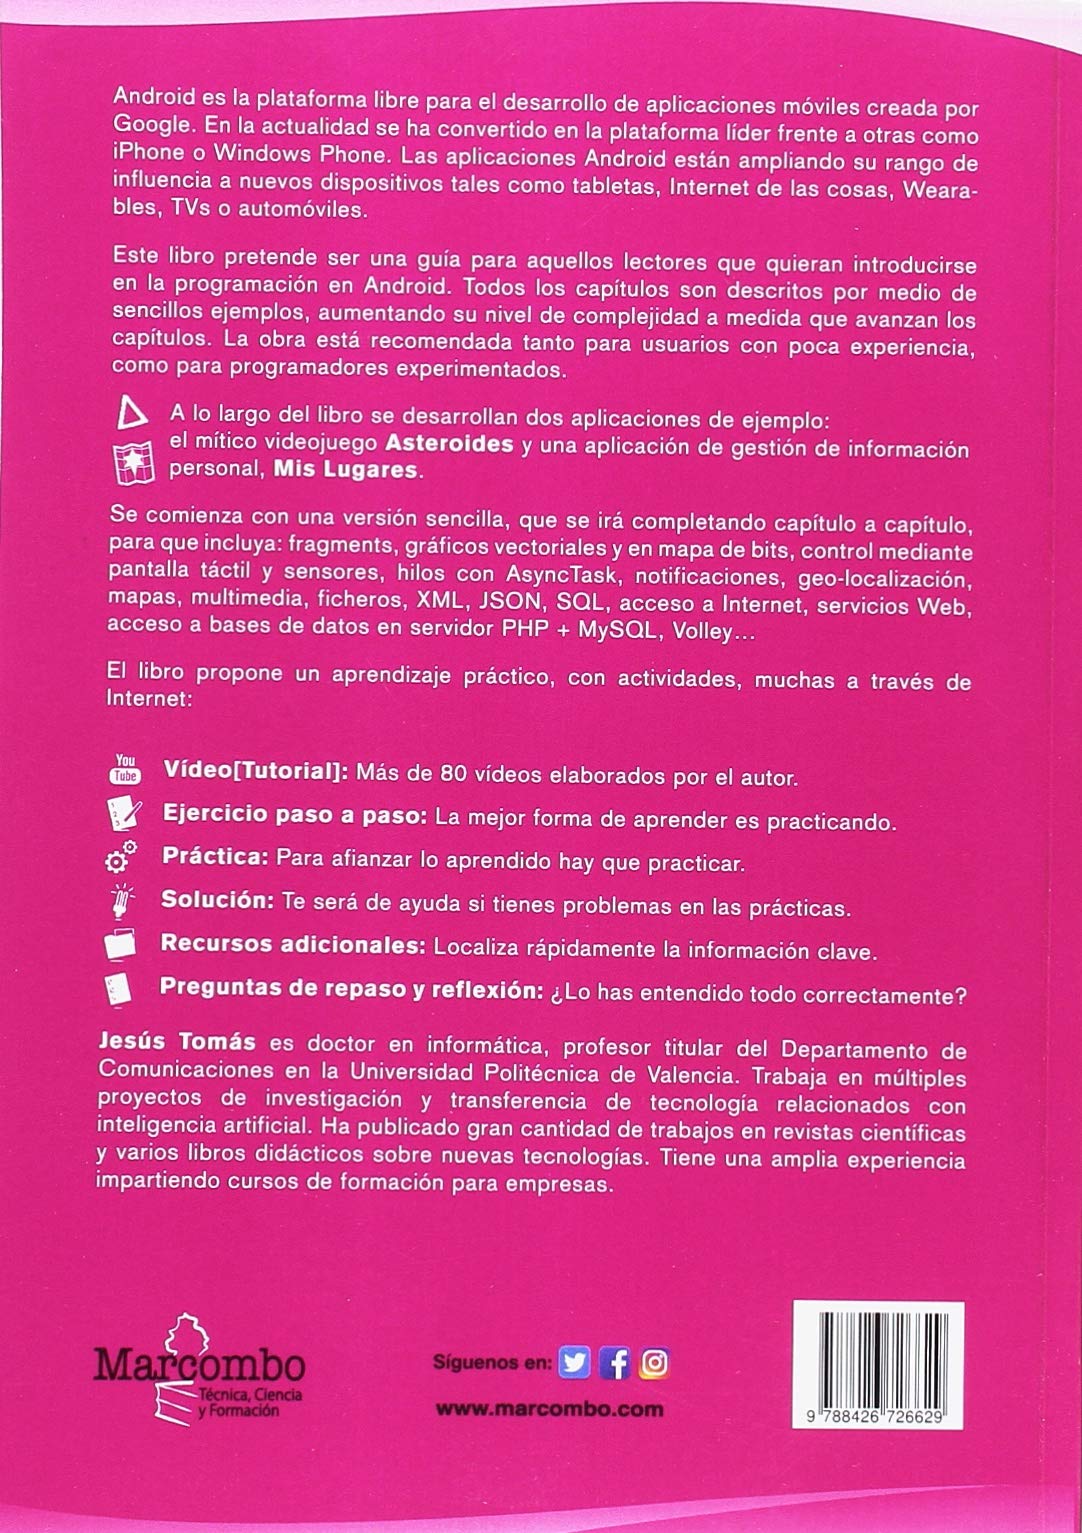 Android es la plataforma libre para el desarrollo de aplicaciones móviles creada por
Google. En la actualidad se ha convertido en la plataforma líder frente a otras como
iPhone o Windows Phone. Las aplicaciones Android están ampliando su rango de
influencia a nuevos dispositivos tales como tabletas, Internet de las cosas, Weara-
bles, TVs o automóviles.
Este libro pretende ser una guía para aquellos lectores que quieran introducirse
en la programación en Android. Todos los capítulos son descritos por medio de
sencillos ejemplos, aumentando su nivel de complejidad a medida que avanzan los
capítulos. La obra está recomendada tanto para usuarios con poca experiencia,
como para programadores experimentados.
A lo largo del libro se desarrollan dos aplicaciones de ejemplo:
el mítico videojuego Asteroides y una aplicación de gestión de información
personal, Mis Lugares.
Se comienza con una versión sencilla, que se irá completando capítulo a capítulo,
para que incluya: fragments, gráficos vectoriales y en mapa de bits, control mediante
pantalla táctil y sensores, hilos con AsyncTask, notificaciones, geo-localización,
mapas, multimedia, ficheros, XML, JSON, SQL, acceso a Internet, servicios Web,
acceso a bases de datos en servidor PHP + MySQL, Volley...
El libro propone un aprendizaje práctico, con actividades, muchas a través de
Internet:
You
Tube
Vídeo[Tutorial]: Más de 80 vídeos elaborados por el autor.
Ejercicio paso a paso: La mejor forma de aprender es practicando.
Práctica: Para afianzar lo aprendido hay que practicar.
Solución: Te será de ayuda si tienes problemas en las prácticas.
Recursos adicionales: Localiza rápidamente la información clave.
Preguntas de repaso y reflexión: ¿Lo has entendido todo correctamente?
Jesús Tomás es doctor en informática, profesor titular del Departamento de
Comunicaciones en la Universidad Politécnica de Valencia. Trabaja en múltiples
proyectos de investigación y transferencia de tecnología relacionados con
inteligencia artificial. Ha publicado gran cantidad de trabajos en revistas científicas
y varios libros didácticos sobre nuevas tecnologías. Tiene una amplia experiencia
impartiendo cursos de formación para empresas.
Marcombo
Técnica, Ciencia
y Formación
Síguenos en:
www.marcombo.com
9 788426 726629